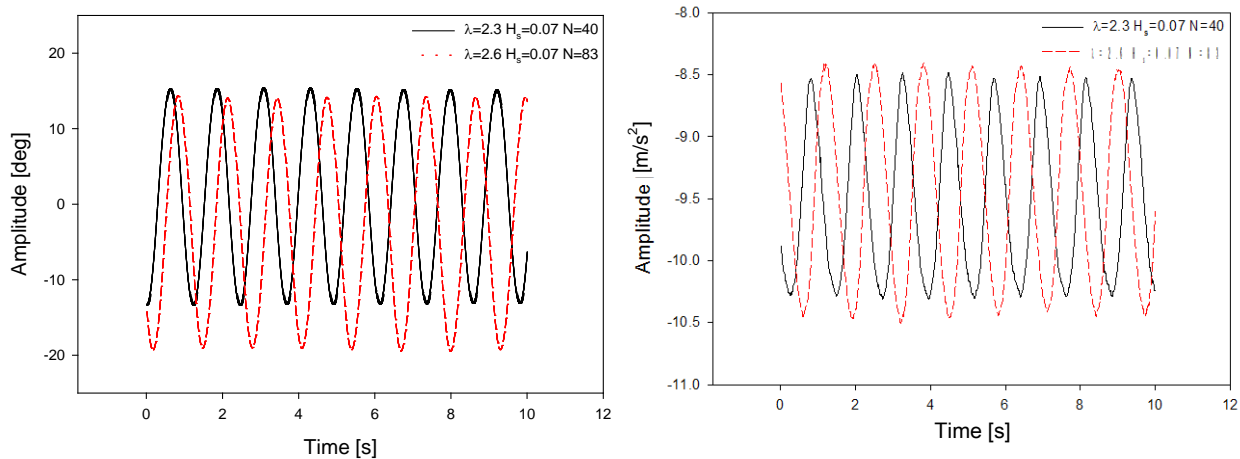 λ=2.3 Hₛ=0.07 N=40
λ=2.6 Hₛ=0.07 N=83
20
10
0
-10
-20
Amplitude [deg]
0 2 4 6 8 10 12
Time [s]
λ=2.3 Hₛ=0.07 N=40
-8.0
-8.5
-9.0
-9.5
-10.0
-10.5
-11.0
Amplitude [m/s²]
0 2 4 6 8 10 12
Time [s]